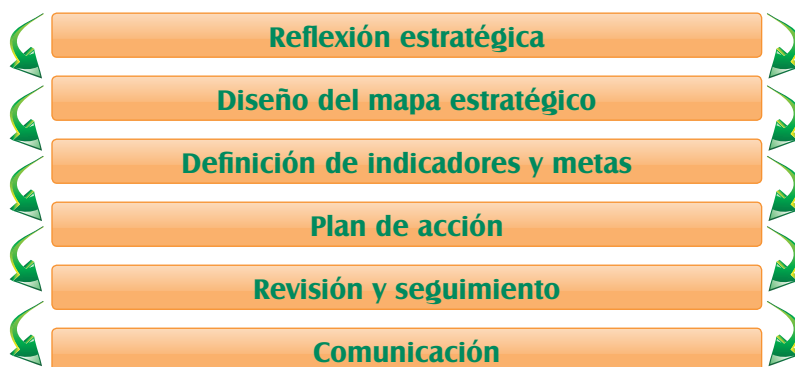 Reflexión estratégica
Diseño del mapa estratégico
Definición de indicadores y metas
Plan de acción
Revisión y seguimiento
Comunicación